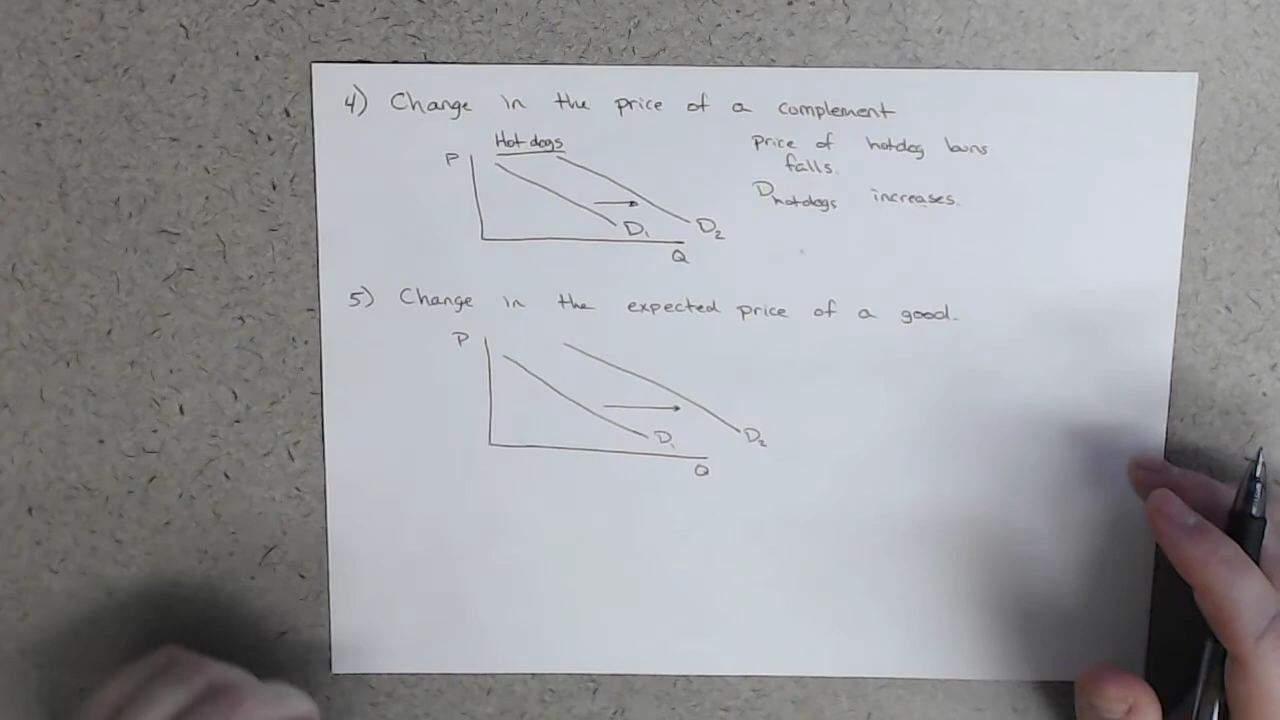 4) Change in the price of a complement
Hot dogs
P
D₁
D₂
Q
Price of hotdog buns
falls.
Dhotdogs increases.
5) Change in the expected price of a good.
P
D₁
D₂
Q